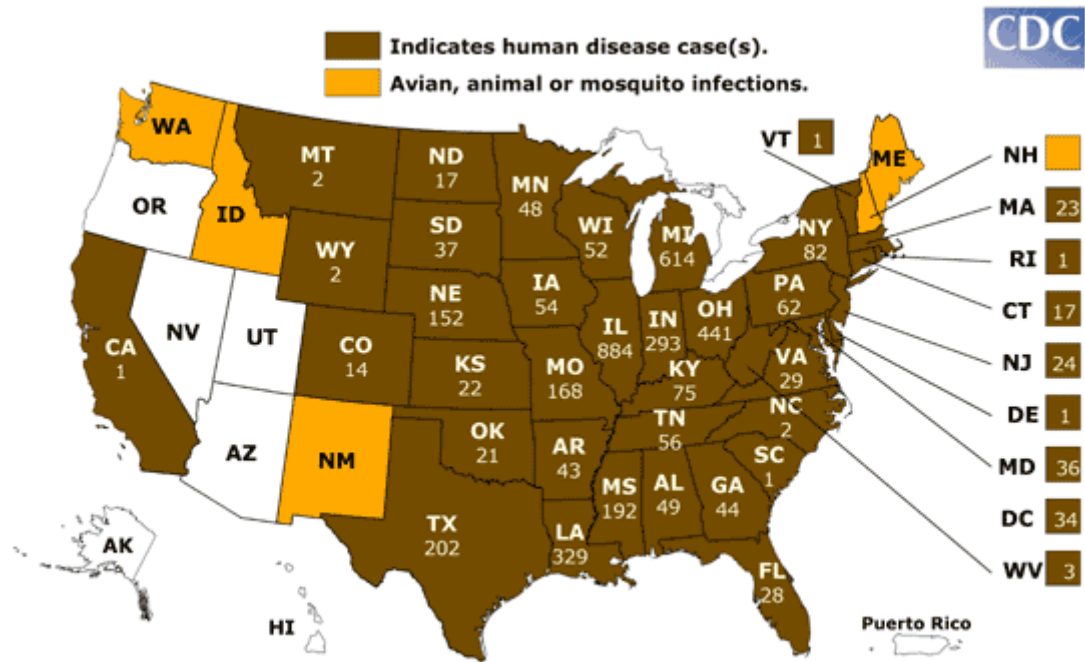 CDC
Indicates human disease case(s).
Avian, animal or mosquito infections.
WA
MT
2
ND
17
MN
48
VT 1
ME
NH
OR
ID
WY
2
SD
37
WI
52
MI
614
NY
82
MA 23
RI 1
NE
152
IA
54
PA
62
CT 17
NV
UT
CO
14
IL
884
IN
293
OH
441
NJ 24
CA
1
KS
22
MO
168
KY
75
VA
29
DE 1
AZ
NM
OK
21
AR
43
TN
56
NC
2
MD 36
SC
1
DC 34
TX
202
LA
329
MS
192
AL
49
GA
44
WV 3
AK
FL
28
HI
Puerto Rico